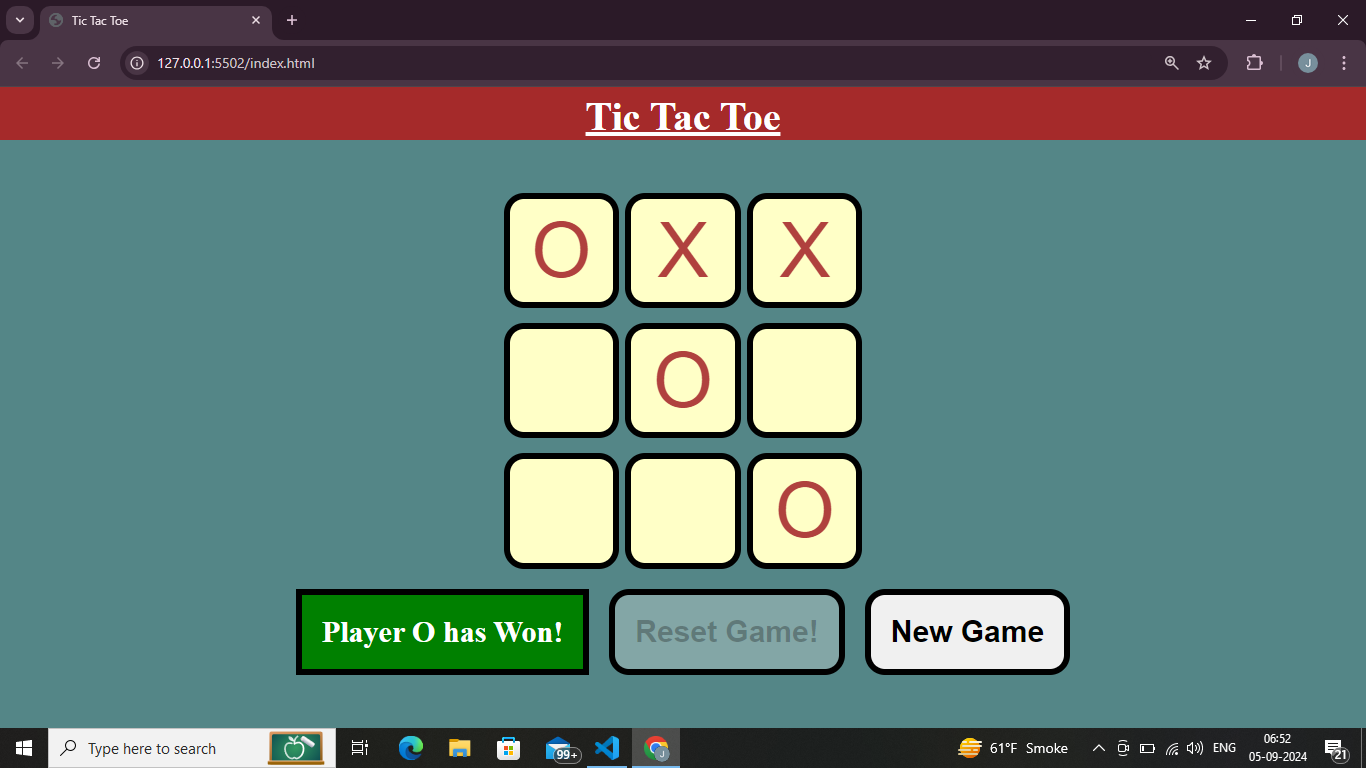 Tic Tac Toe
127.0.0.1:5502/index.html
J
Tic Tac Toe
O X X
O
O
Player O has Won!
Reset Game!
New Game
Type here to search
99+
J
61°F Smoke
ENG
06:52
05-09-2024
21